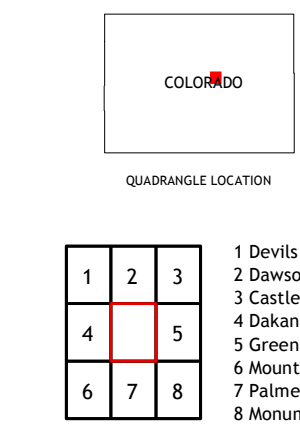 COLORADO
QUADRANGLE LOCATION
1 2 3
4 5
6 7 8
1 Devils
2 Dawso
3 Castle
4 Dakan
5 Green
6 Mount
7 Palme
8 Monun